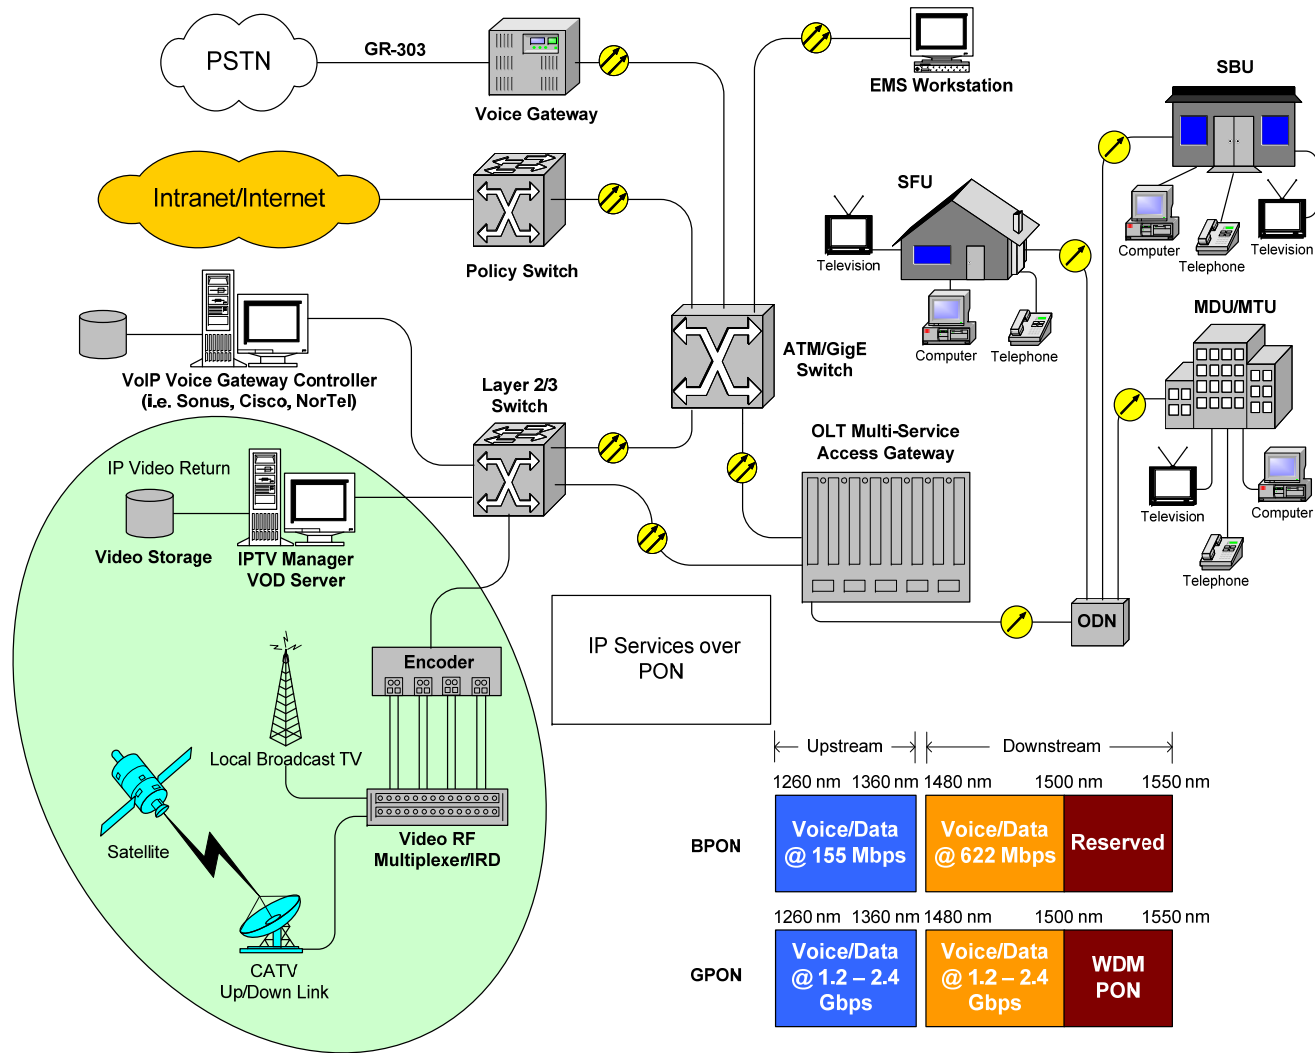 PSTN
GR-303
Voice Gateway
EMS Workstation
SBU
Intranet/Internet
Policy Switch
SFU
Television
Computer
Telephone
Computer
Telephone
Television
VoIP Voice Gateway Controller
(i.e. Sonus, Cisco, NorTel)
ATM/GigE
Switch
MDU/MTU
Layer 2/3
Switch
OLT Multi-Service
Access Gateway
Television
Computer
Telephone
IP Video Return
Video Storage
IPTV Manager
VOD Server
ODN
IP Services over
PON
Encoder
Local Broadcast TV
Satellite
Video RF
Multiplexer/IRD
CATV
Up/Down Link
Upstream
Downstream
1260 nm 1360 nm 1480 nm 1500 nm 1550 nm
BPON
Voice/Data
@ 155 Mbps
Voice/Data
@ 622 Mbps
Reserved
1260 nm 1360 nm 1480 nm 1500 nm 1550 nm
GPON
Voice/Data
@ 1.2 – 2.4
Gbps
Voice/Data
@ 1.2 – 2.4
Gbps
WDM
PON